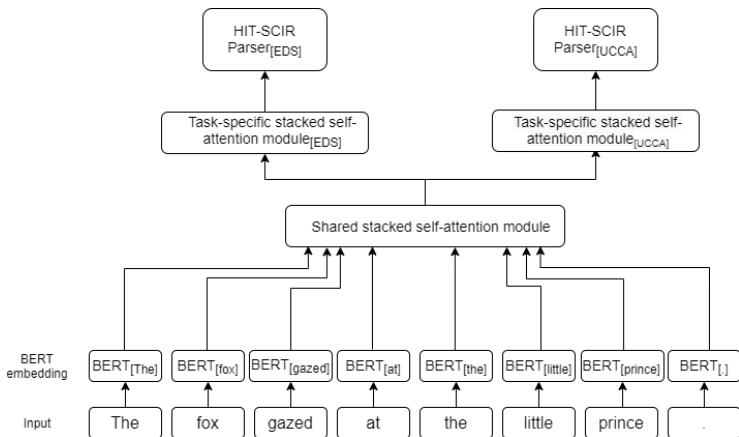 HIT-SCIR HIT-SCIR
Parser[EDS] Parser[UCCA]
Task-specific stacked self- Task-specific stacked self-
attention module[EDS] attention module[UCCA]
Shared stacked self-attention module
BERT
embedding
BERT[The] BERT[fox] BERT[gazed] BERT[at] BERT[the] BERT[little] BERT[prince] BERT[.]
Input The fox gazed at the little prince .